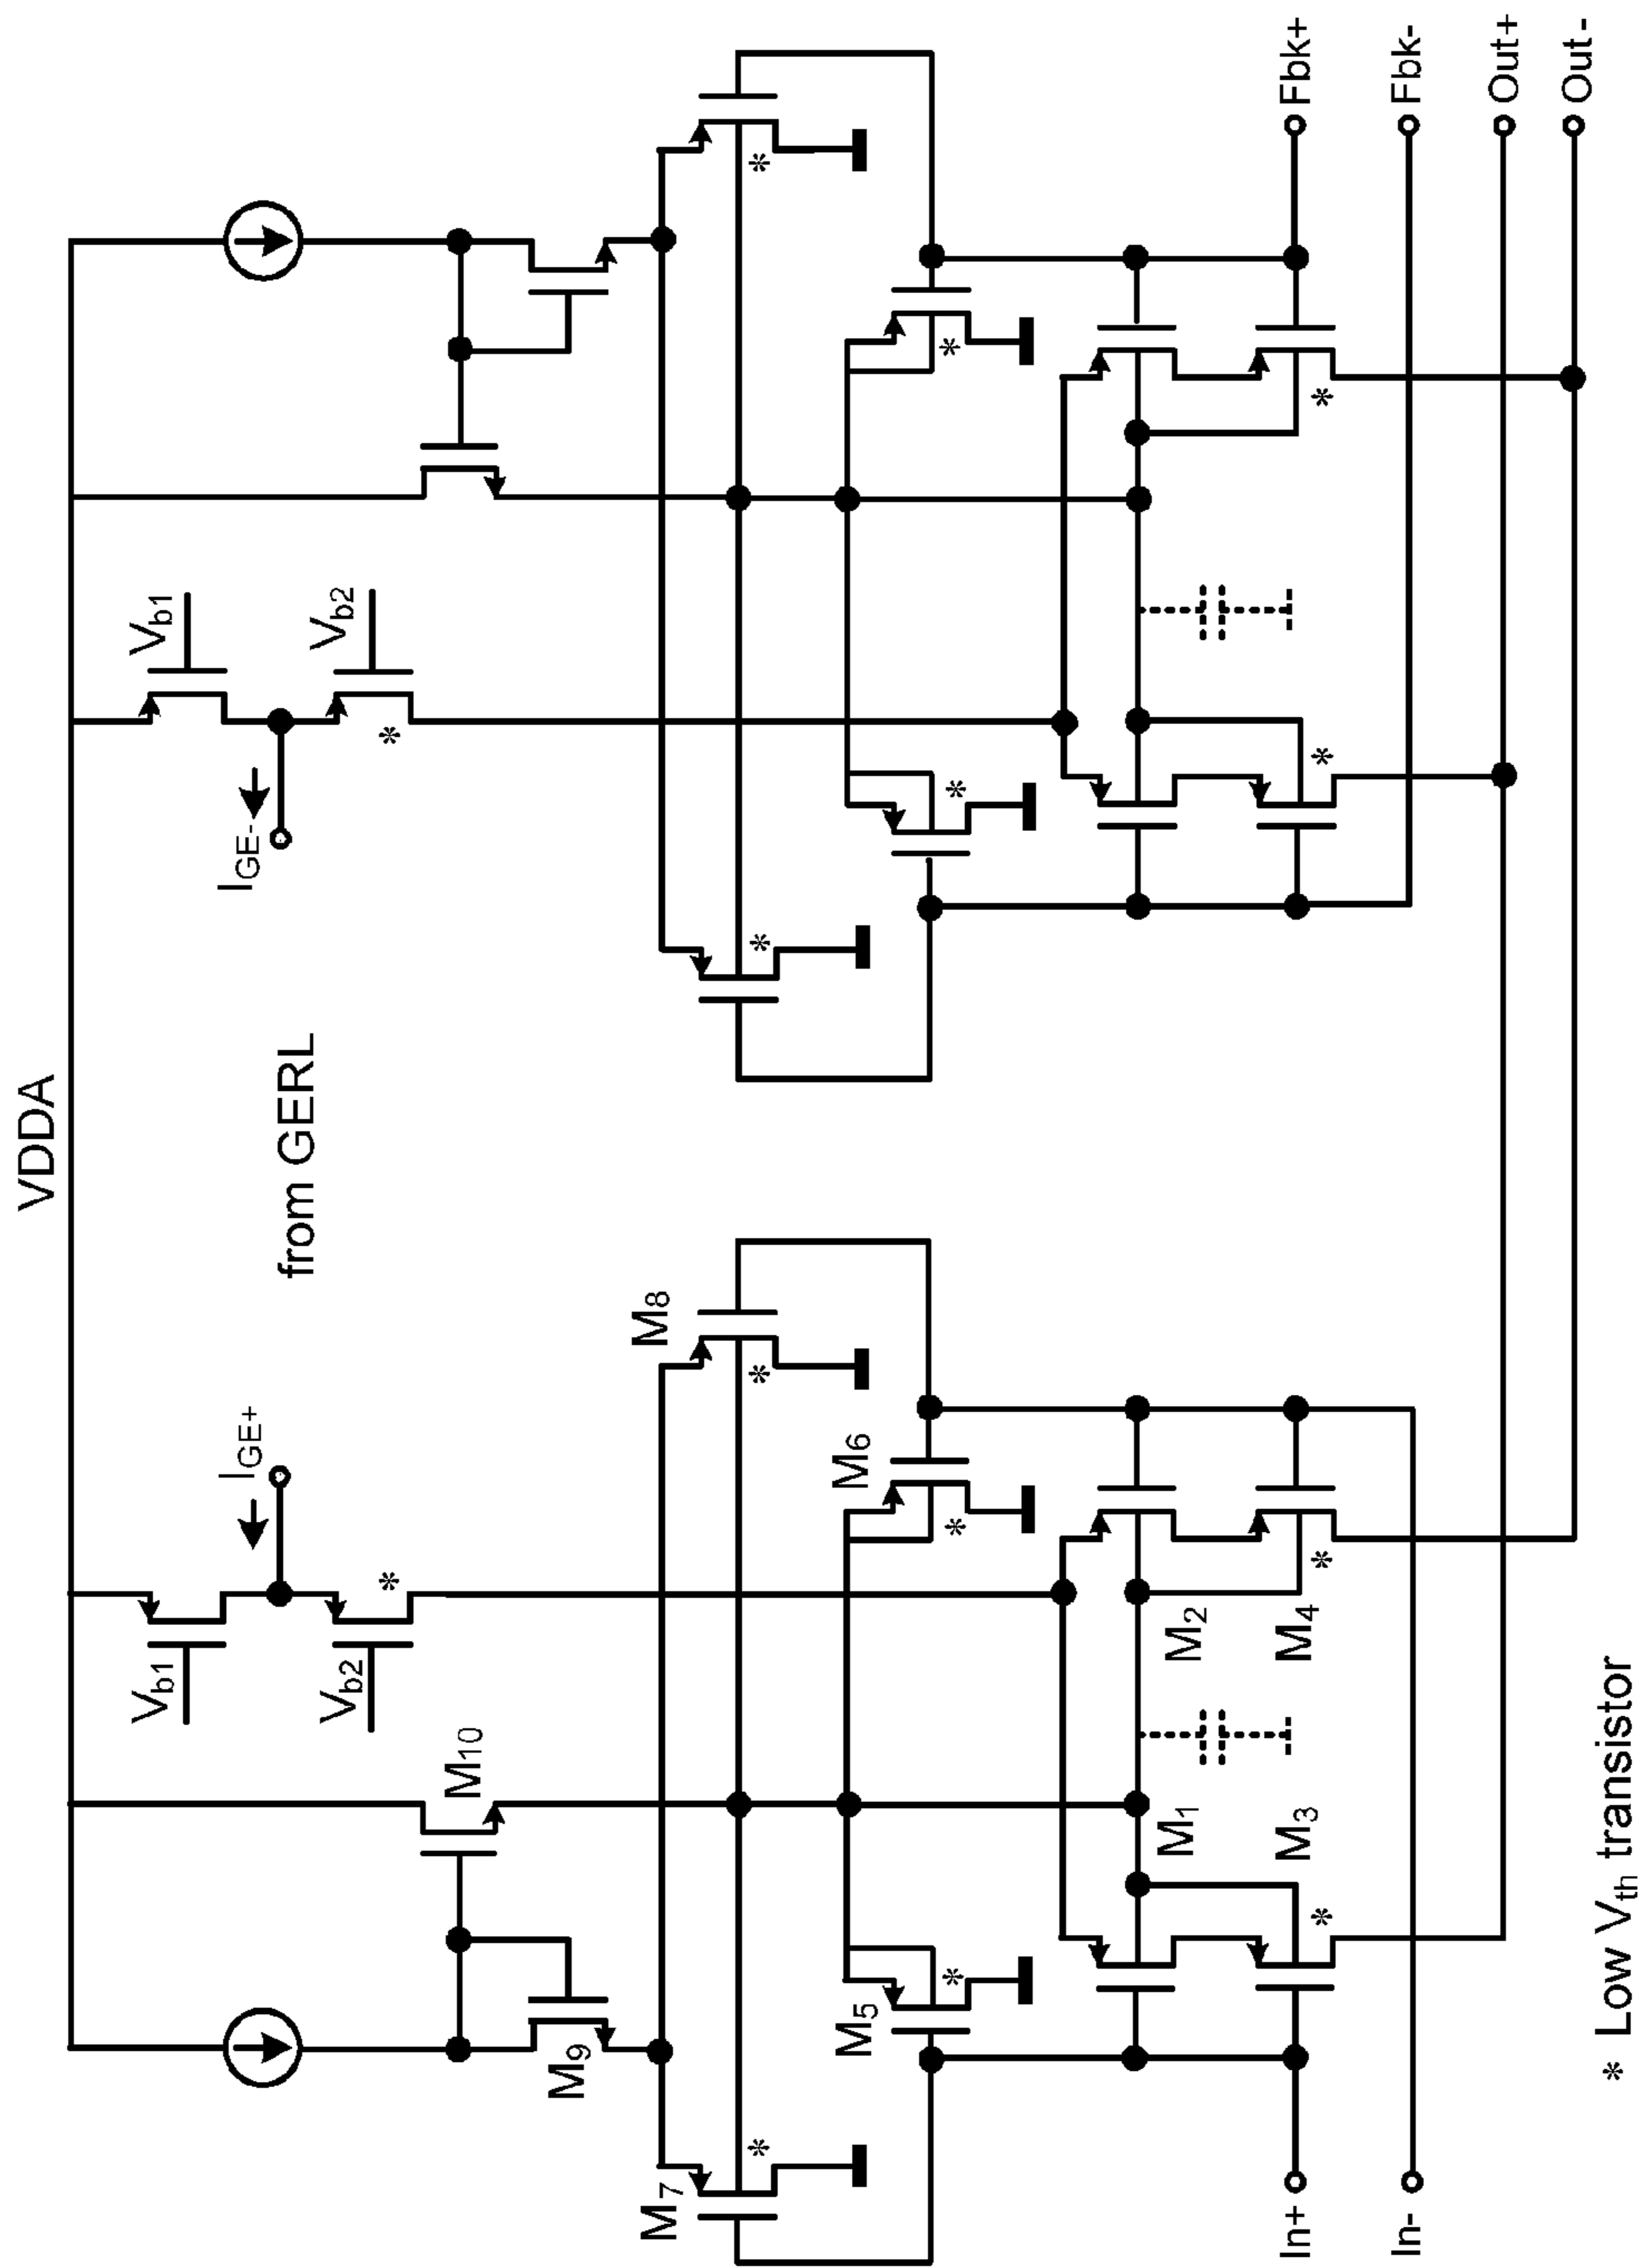 VDDA
from GERL
I_GE+
I_GE-
V_b1
V_b2
V_b1
V_b2
M_10
M_9
M_7
M_8
M_5
M_6
M_1
M_2
M_3
M_4
In+
In-
Fbk+
Fbk-
Out+
Out-
*
*
*
*
*
*
*
*
*
*
*
*
*
*
* Low V_th transistor